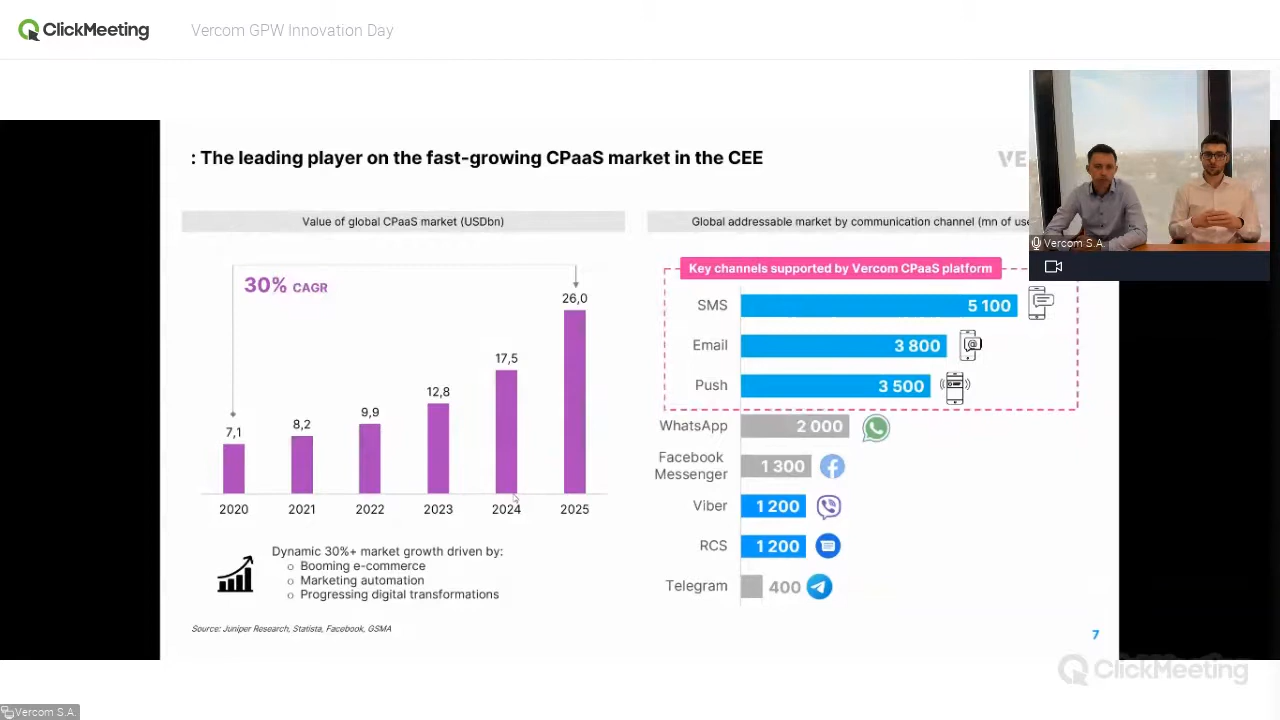 ClickMeeting
Vercom GPW Innovation Day
: The leading player on the fast-growing CPaaS market in the CEE
VE
Value of global CPaaS market (USDbn)
30% CAGR
7,1
8,2
9,9
12,8
17,5
26,0
2020
2021
2022
2023
2024
2025
Dynamic 30%+ market growth driven by:
o Booming e-commerce
o Marketing automation
o Progressing digital transformations
Source: Juniper Research, Statista, Facebook, GSMA
Global addressable market by communication channel (mn of use
Key channels supported by Vercom CPaaS platform
SMS 5 100
Email 3 800
Push 3 500
WhatsApp 2 000
Facebook
Messenger 1 300
Viber 1 200
RCS 1 200
Telegram 400
7
Vercom S.A.
ClickMeeting
Vercom S.A.